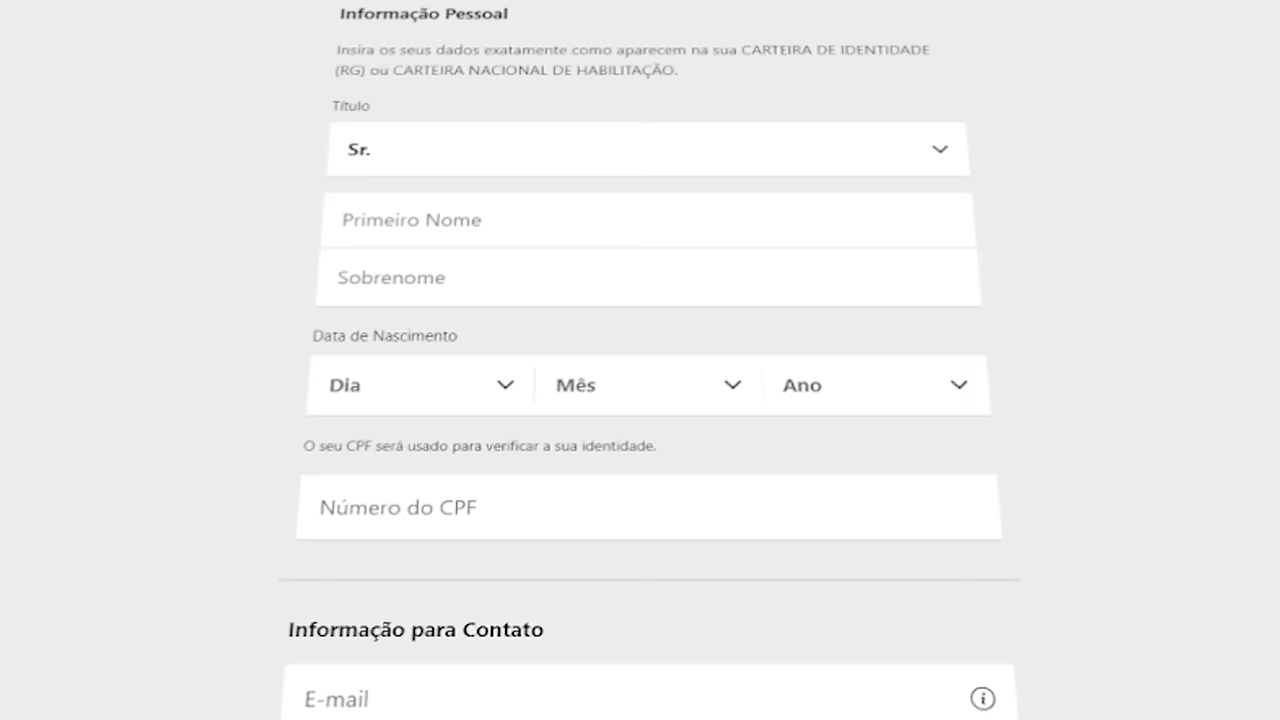 Informação Pessoal
Insira os seus dados exatamente como aparecem na sua CARTEIRA DE IDENTIDADE
(RG) ou CARTEIRA NACIONAL DE HABILITAÇÃO.
Título
Sr.
Primeiro Nome
Sobrenome
Data de Nascimento
Dia Mês Ano
O seu CPF será usado para verificar a sua identidade.
Número do CPF
Informação para Contato
E-mail